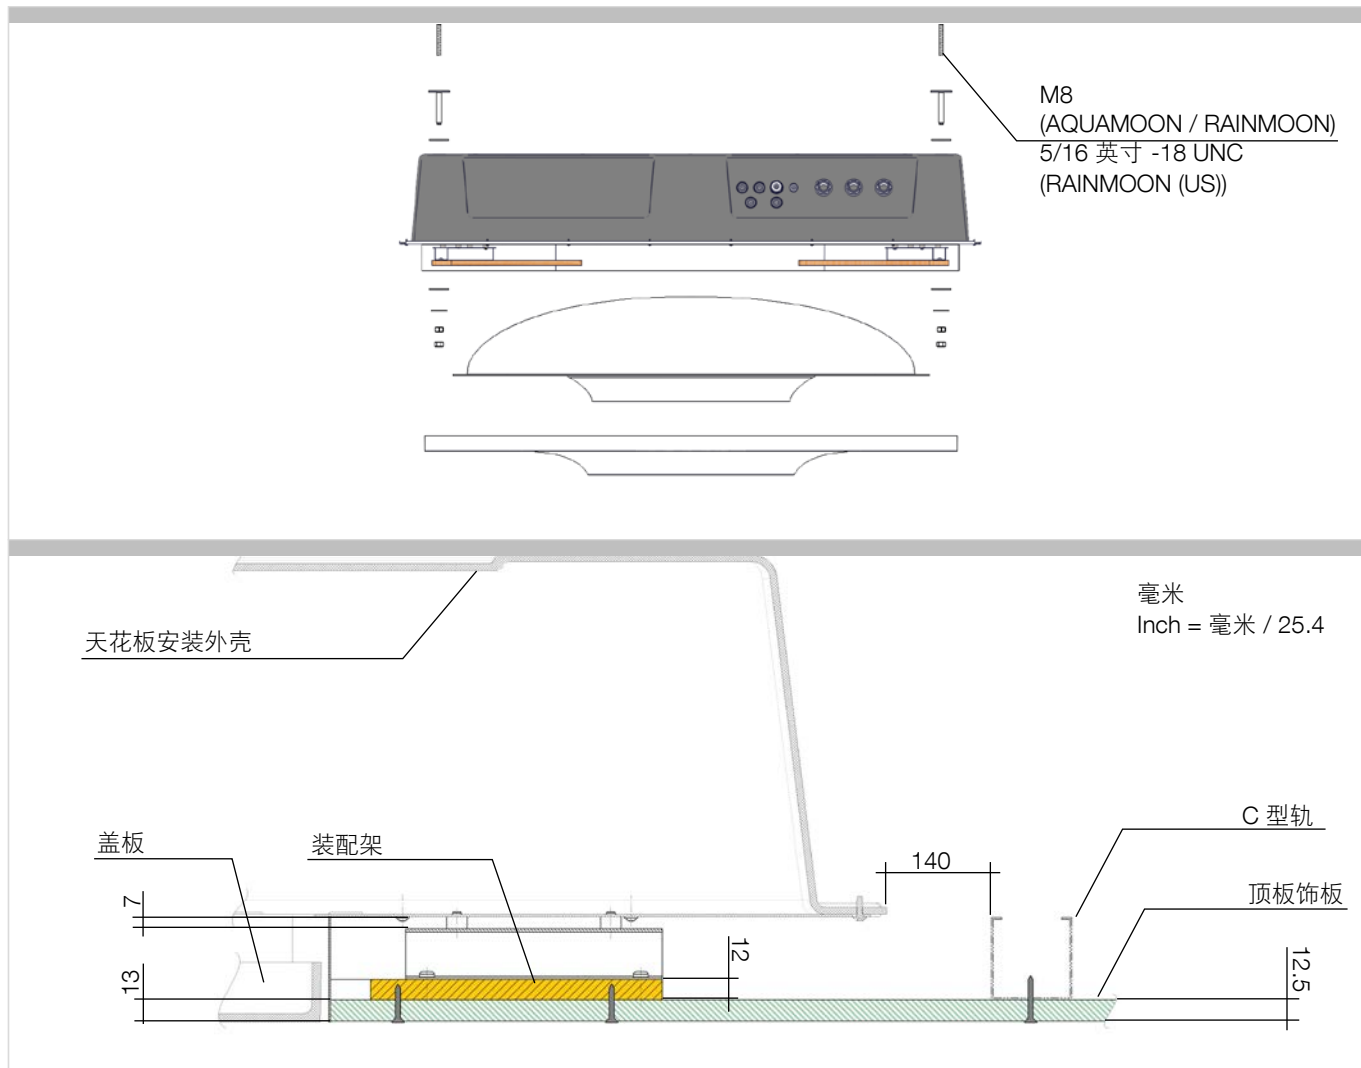 M8
(AQUAMOON / RAINMOON)
5/16 英寸 -18 UNC
(RAINMOON (US))
毫米
Inch = 毫米 / 25.4
天花板安装外壳
C 型轨
盖板
装配架
140
顶板饰板
7
12
12.5
13